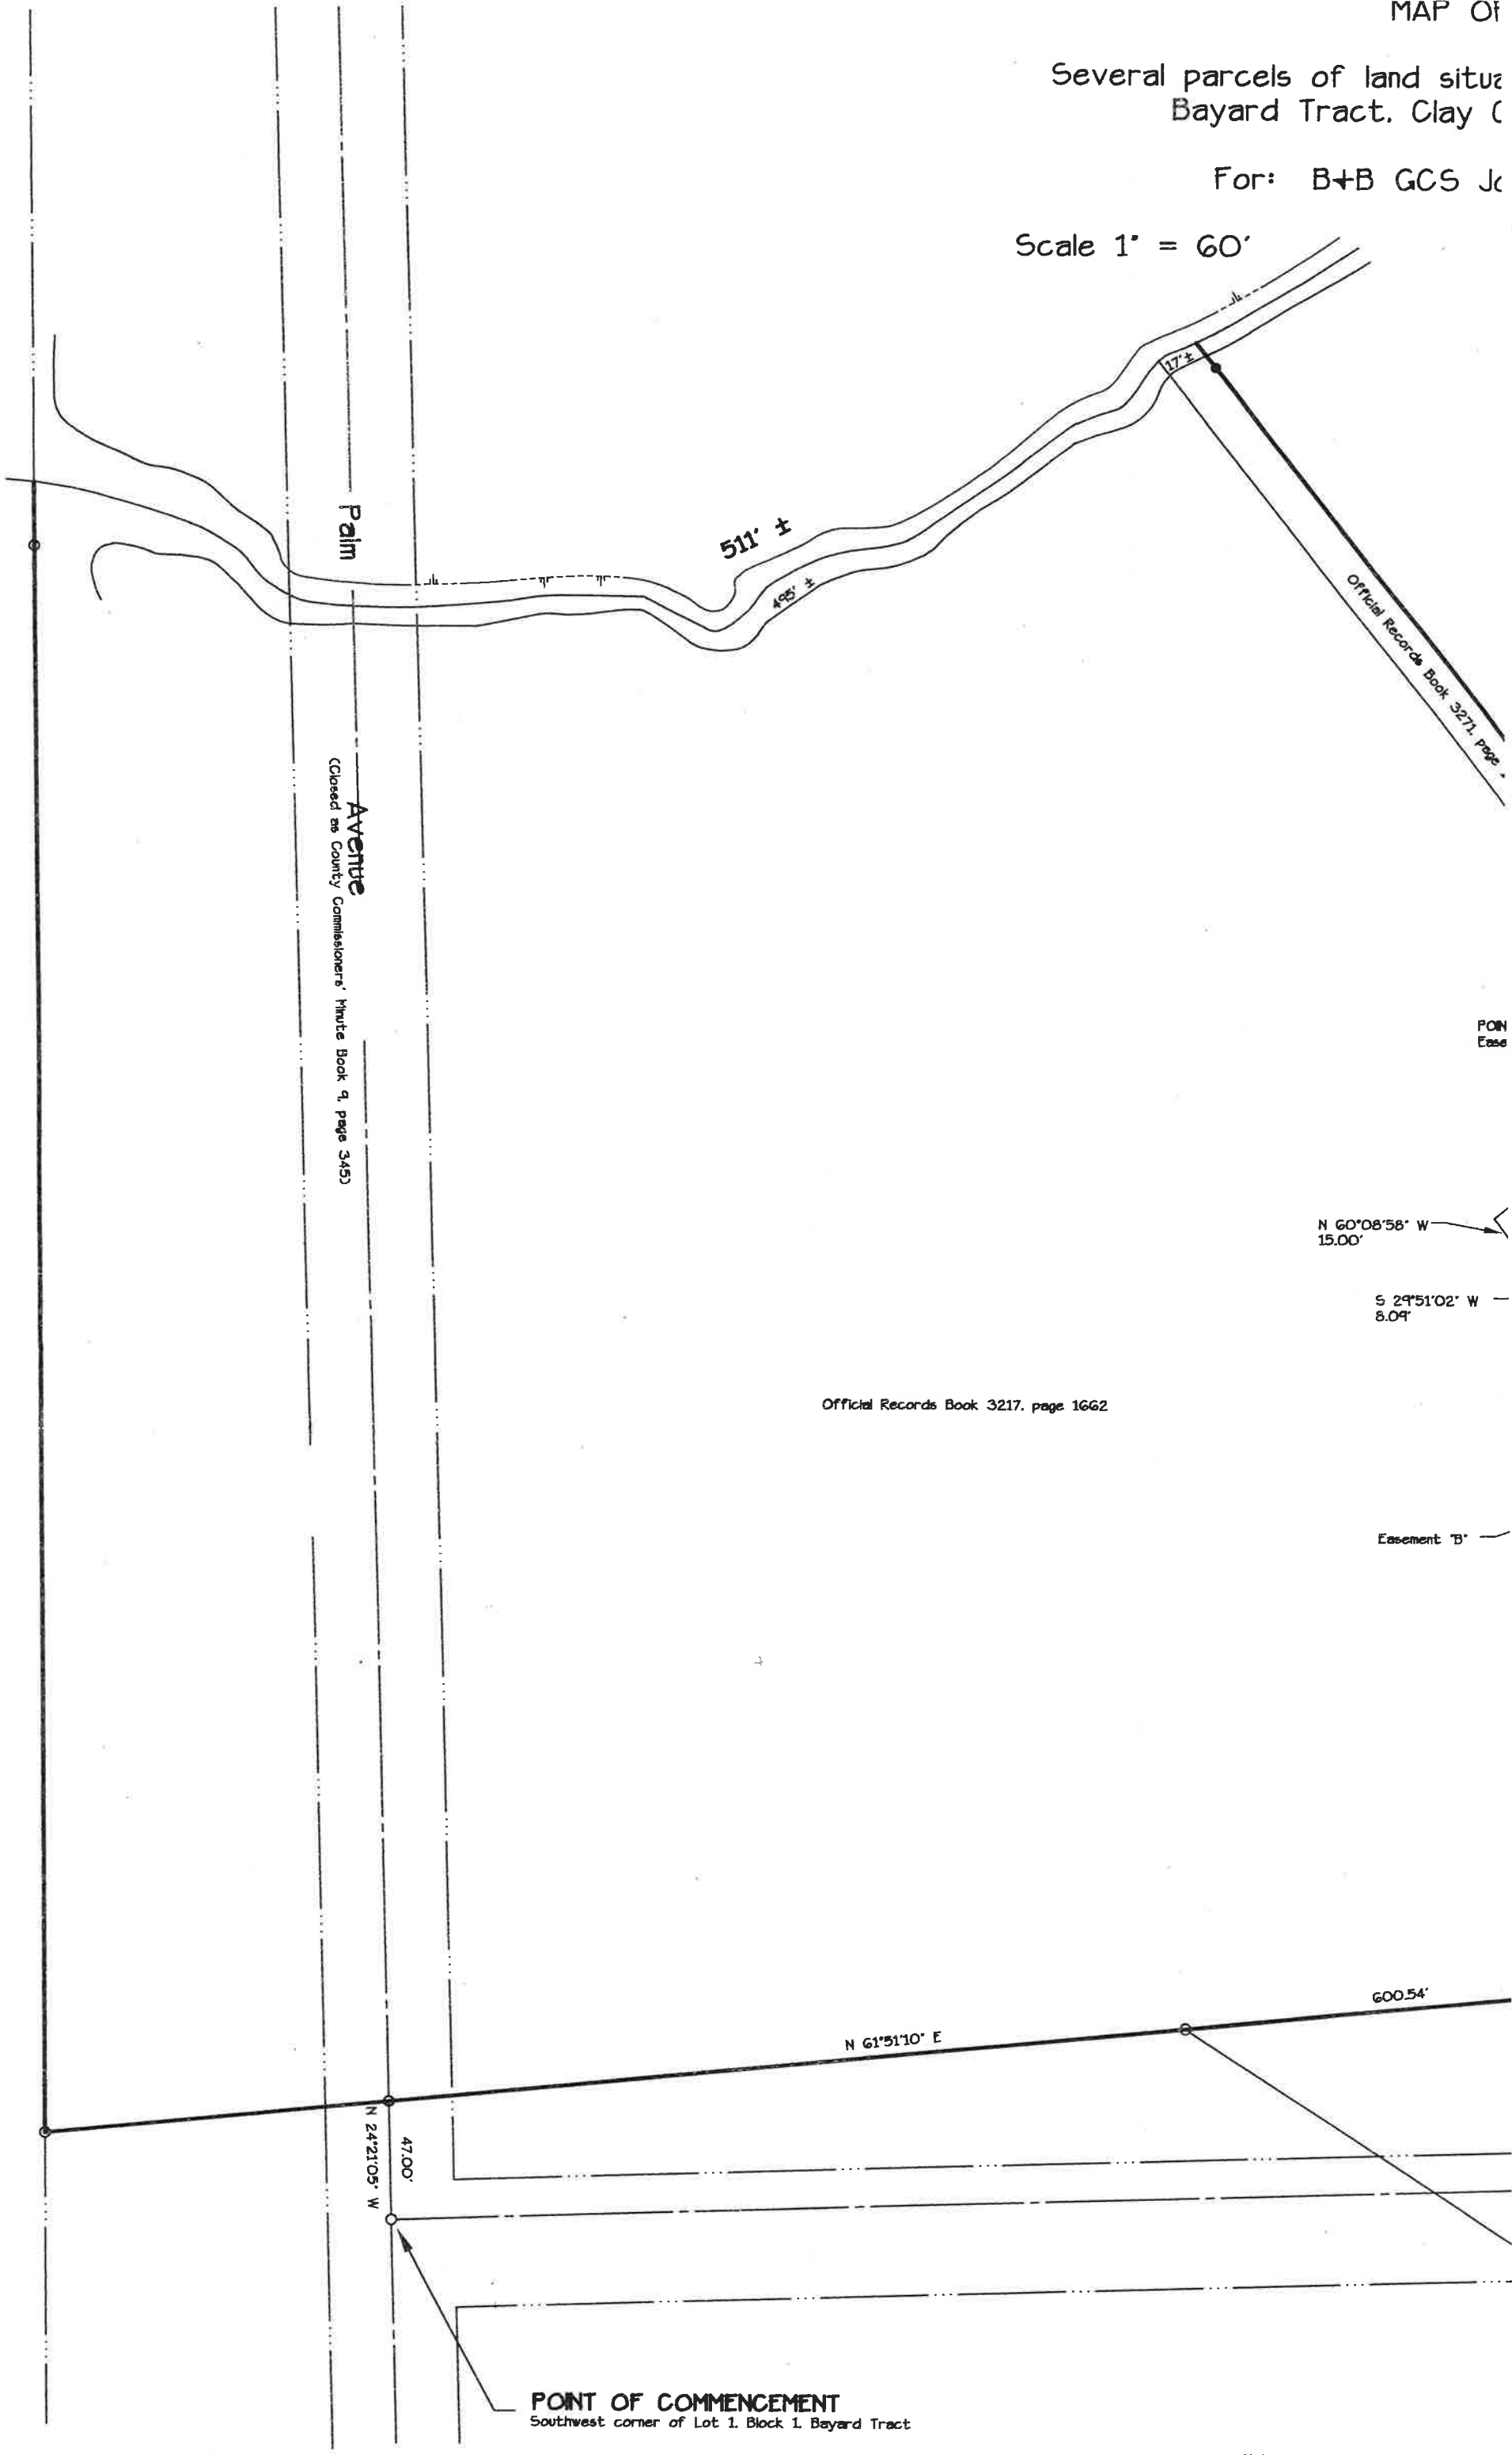 MAP OF
Several parcels of land situa
Bayard Tract. Clay C
For: B+B GCS Jo
Scale 1" = 60'
17'±
511' ±
495' ±
Palm
Avenue
(Closed as County Commissioners' Minute Book 9, page 345)
Official Records Book 3271, page
POIN
Ease
N 60°08'58" W
15.00'
S 29°51'02" W
8.09'
Official Records Book 3217, page 1662
Easement "B"
600.54'
N 61°51'10" E
N 24°21'05" W
47.00'
POINT OF COMMENCEMENT
Southwest corner of Lot 1, Block 1, Bayard Tract